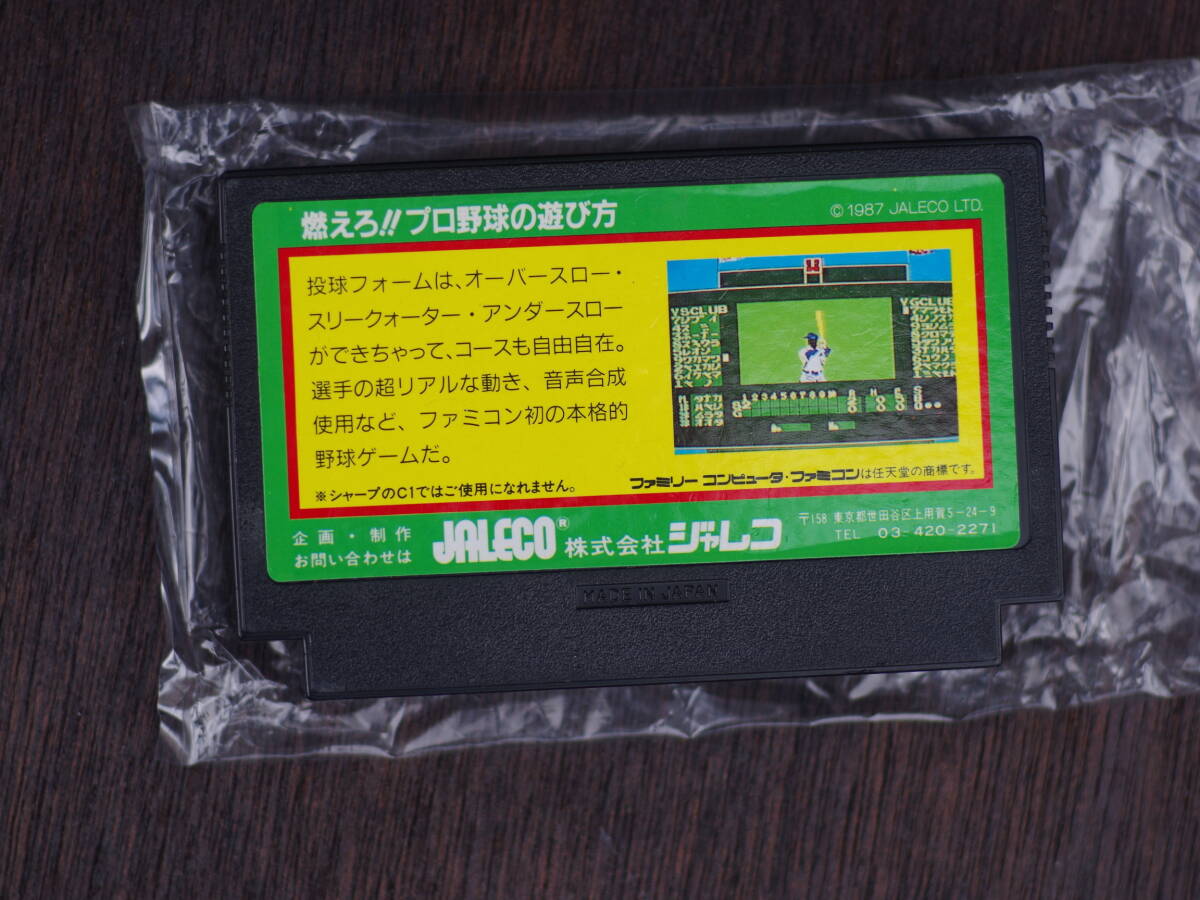 燃えろ!!プロ野球の遊び方
©1987 JALECO LTD.
投球フォームは、オーバースロー・
スリークォーター・アンダースロー
ができちゃって、コースも自由自在。
選手の超リアルな動き、音声合成
使用など、ファミコン初の本格的
野球ゲームだ。
※シャープのC1ではご使用になれません。
YSCLUB
YGCLUB
123456789
ファミリー コンピュータ・ファミコンは任天堂の商標です。
企画・制作
お問い合わせは
JALECO® 株式会社ジャレコ
〒158 東京都世田谷区上用賀5-24-9
TEL 03-420-2271
MADE IN JAPAN